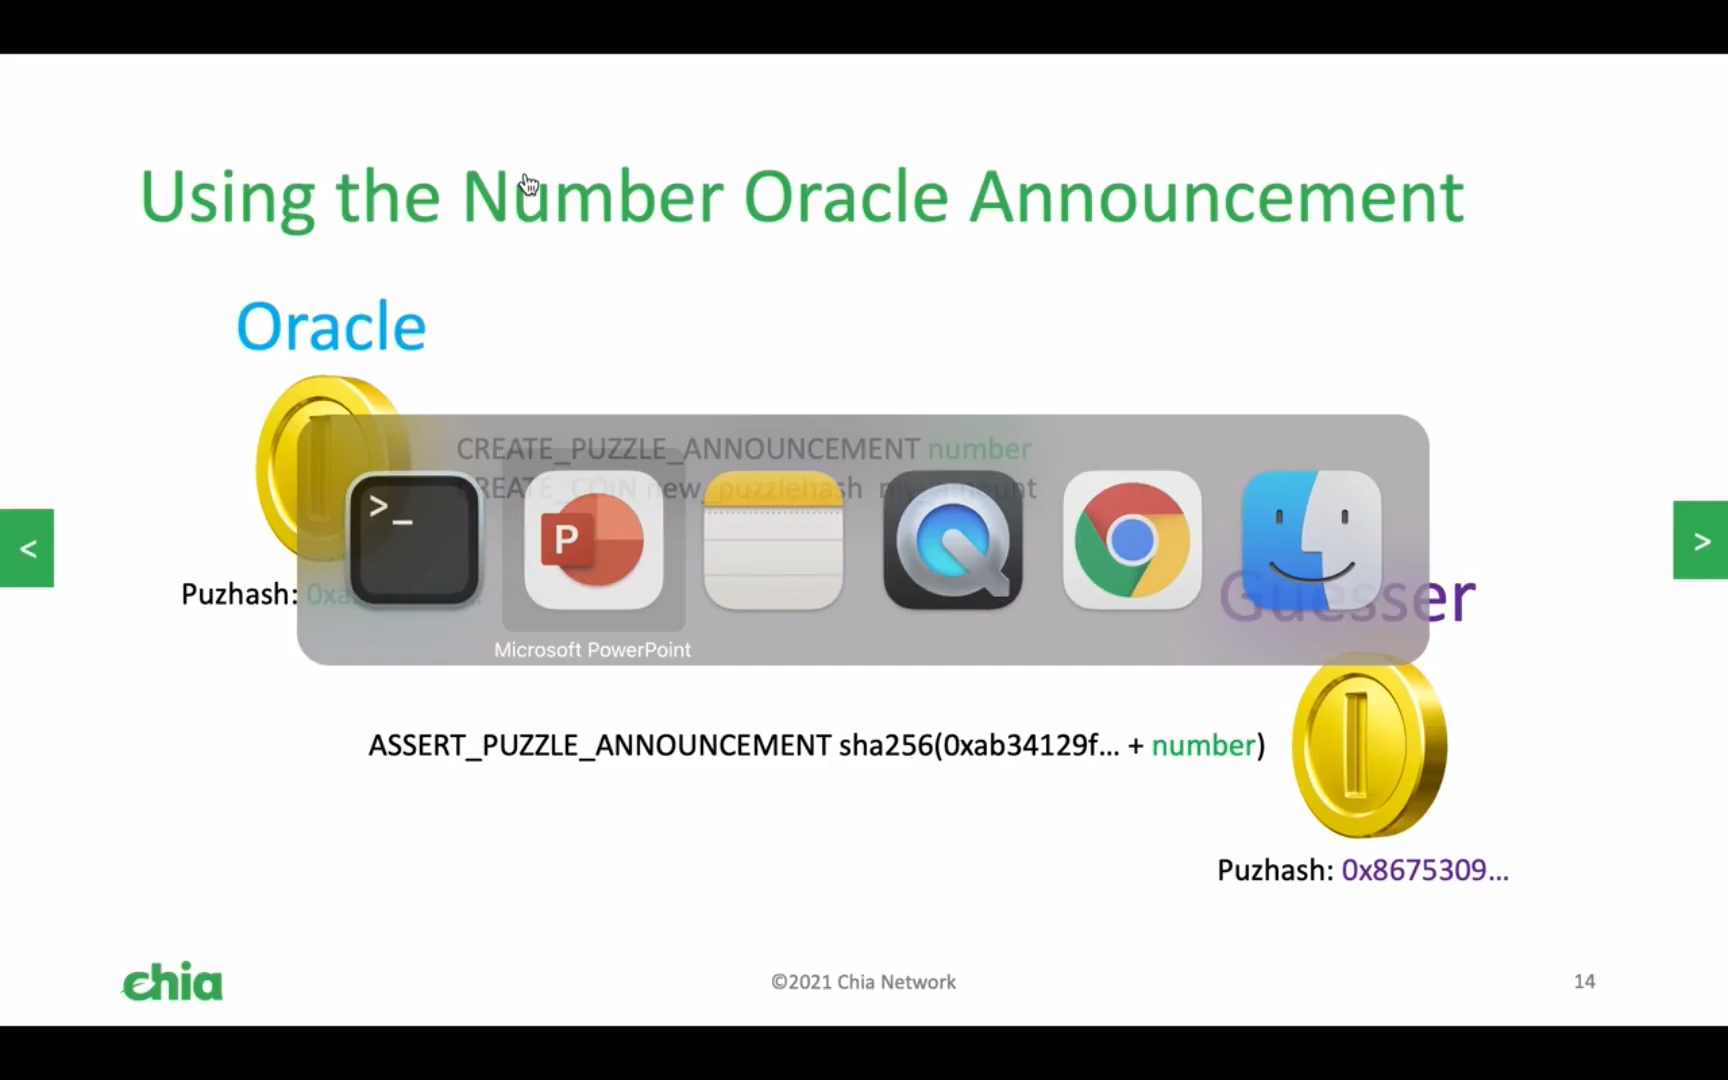 Using the Number Oracle Announcement
Oracle
CREATE_PUZZLE_ANNOUNCEMENT number
CREATE_COIN new_puzzlehash my_amount
>_
P
<
>
Puzhash: 0xa
Guesser
Microsoft PowerPoint
ASSERT_PUZZLE_ANNOUNCEMENT sha256(0xab34129f... + number)
Puzhash: 0x8675309...
chia
©2021 Chia Network
14